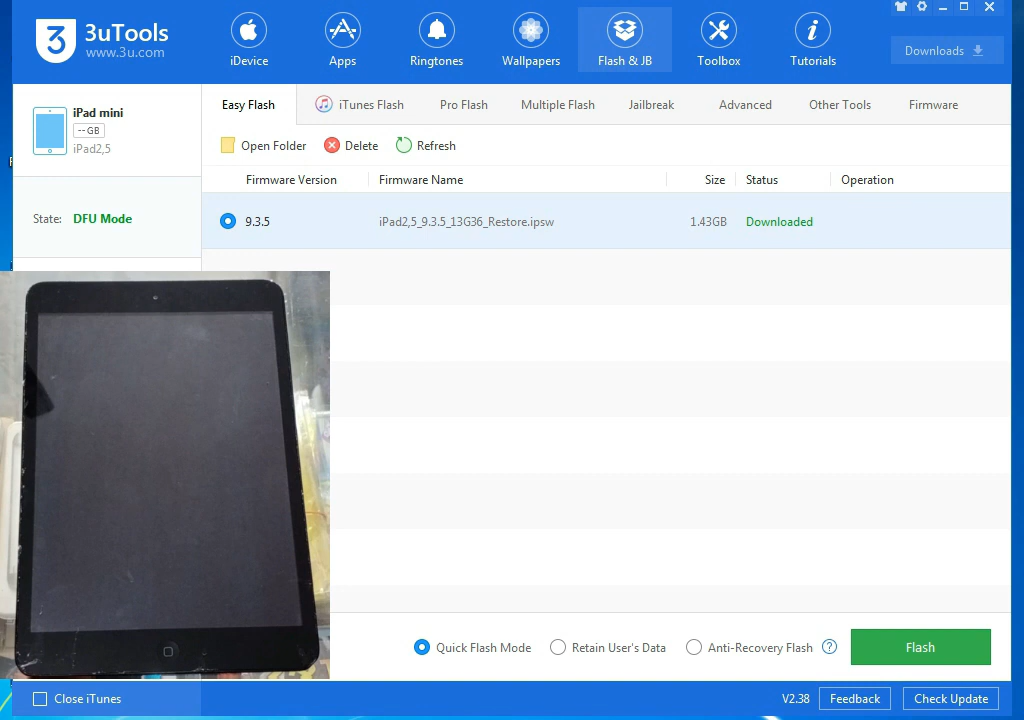 3 3uTools
www.3u.com
iDevice
Apps
Ringtones
Wallpapers
Flash & JB
Toolbox
Tutorials
Downloads
iPad mini
-- GB
iPad2,5
State: DFU Mode
Easy Flash
iTunes Flash
Pro Flash
Multiple Flash
Jailbreak
Advanced
Other Tools
Firmware
Open Folder
Delete
Refresh
Firmware Version
Firmware Name
Size
Status
Operation
9.3.5
iPad2,5_9.3.5_13G36_Restore.ipsw
1.43GB
Downloaded
Quick Flash Mode
Retain User's Data
Anti-Recovery Flash ?
Flash
Close iTunes
V2.38
Feedback
Check Update